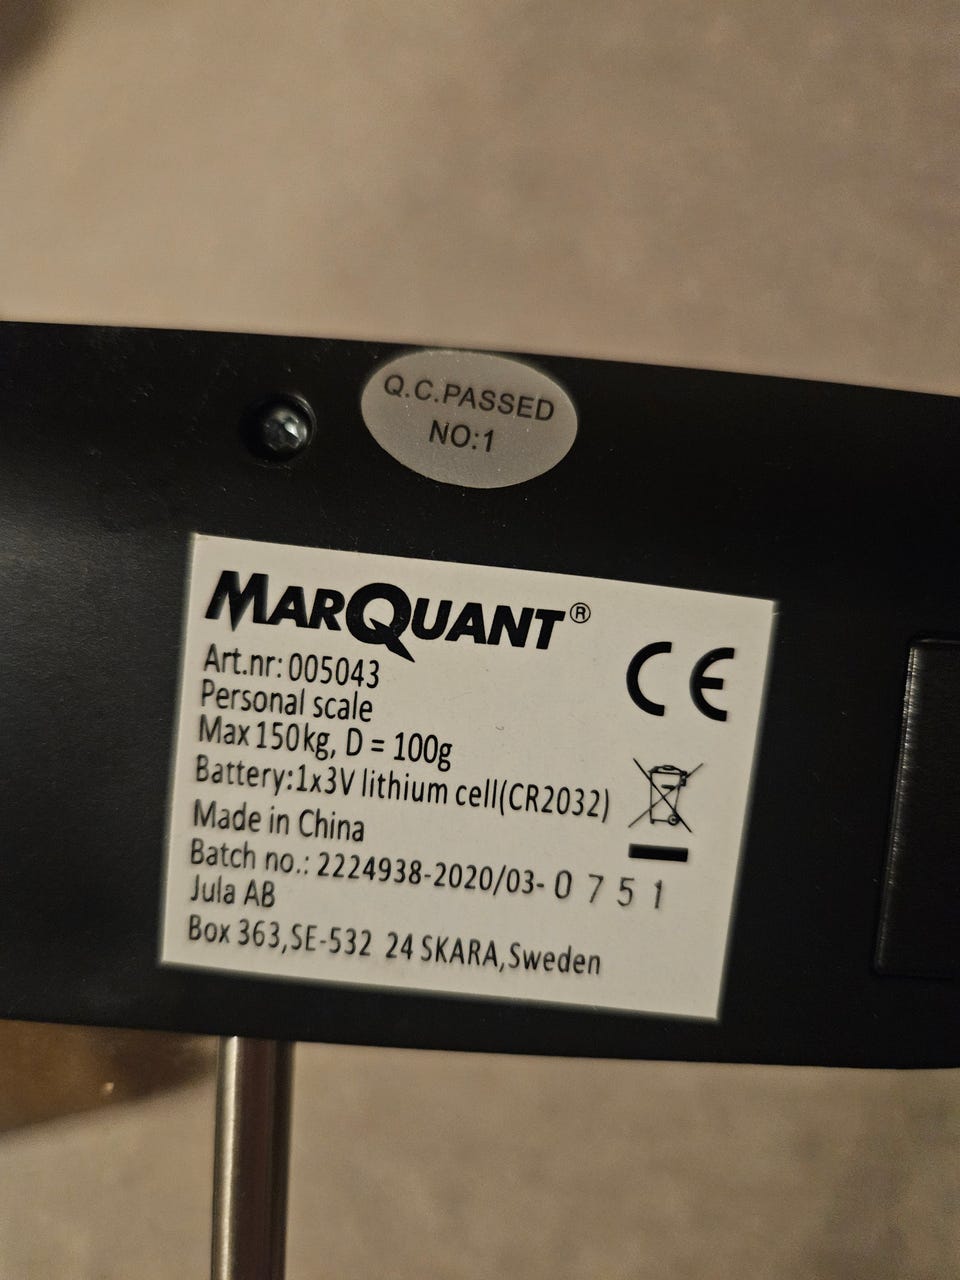 Q.C.PASSED
NO:1
MARQUANT®
Art.nr: 005043
Personal scale
Max 150kg, D = 100g
Battery:1x3V lithium cell(CR2032)
Made in China
Batch no.: 2224938-2020/03- 0 7 5 1
Jula AB
Box 363,SE-532 24 SKARA,Sweden
CE